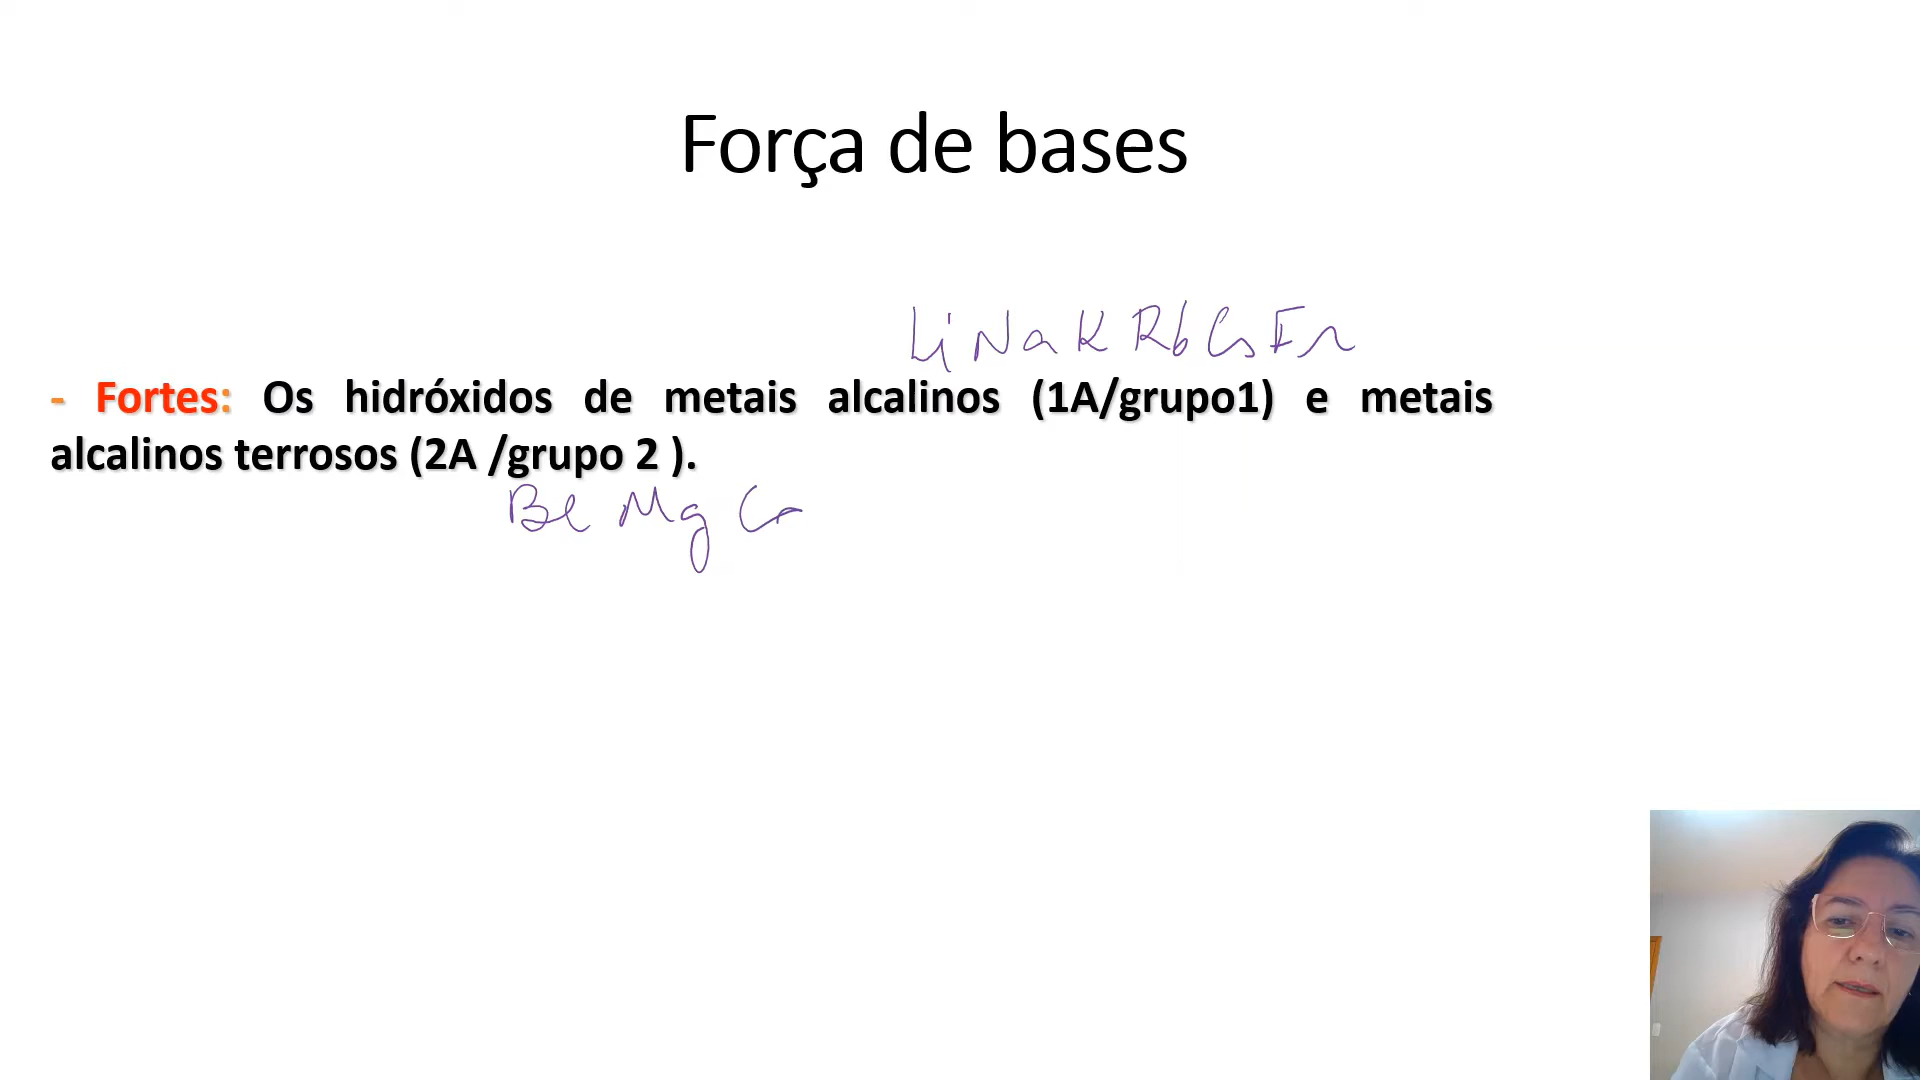 Força de bases
Li Na K Rb Cs Fr
- Fortes: Os hidróxidos de metais alcalinos (1A/grupo1) e metais
alcalinos terrosos (2A /grupo 2 ).
Be Mg Ca